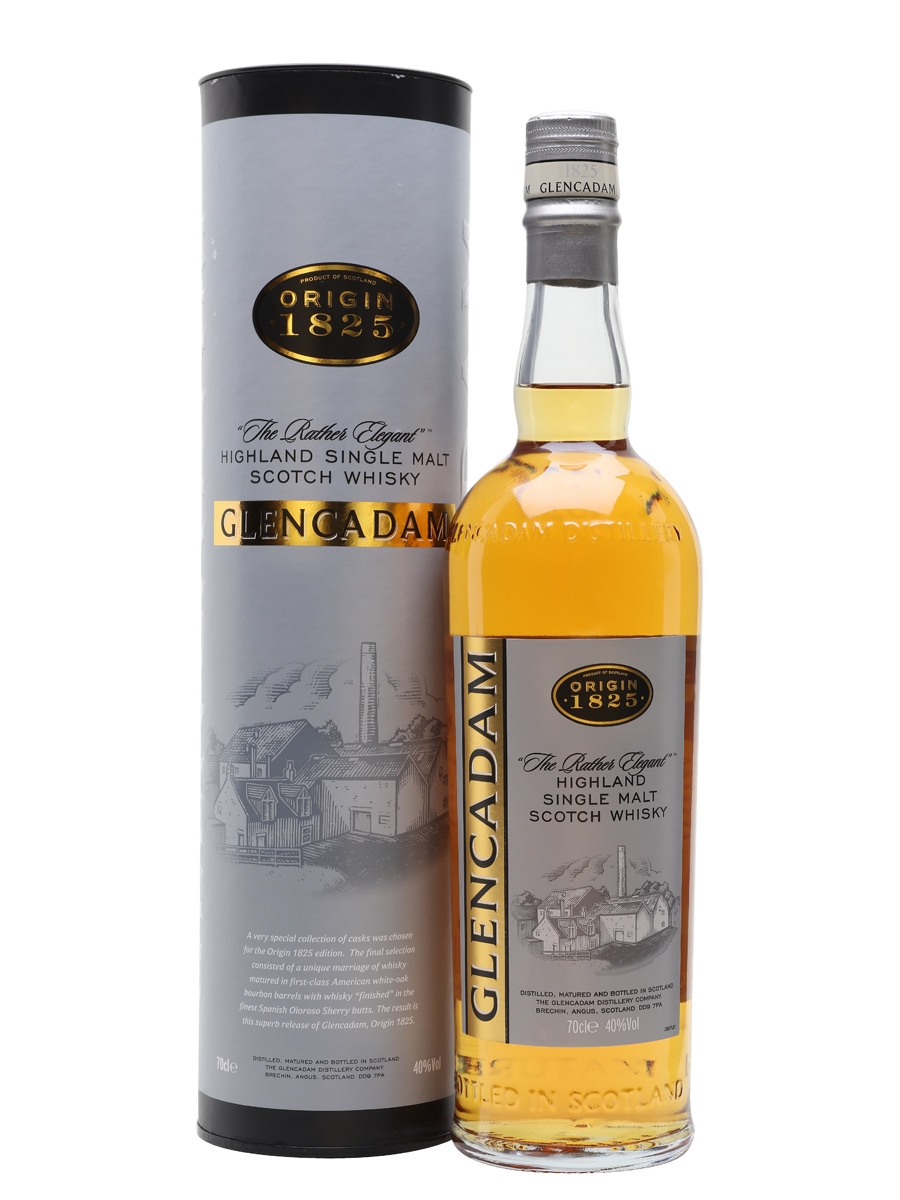 PRODUCT OF SCOTLAND
ORIGIN
·1825·
“The Rather Elegant”™
HIGHLAND SINGLE MALT
SCOTCH WHISKY
GLENCADAM
A very special collection of casks was chosen
for the Origin 1825 edition. The final selection
consisted of a unique marriage of whisky
matured in first-class American white-oak
bourbon barrels with whisky “finished” in the
finest Spanish Oloroso Sherry butts. The result is
this superb release of Glencadam, Origin 1825.
70cl℮
DISTILLED, MATURED AND BOTTLED IN SCOTLAND
THE GLENCADAM DISTILLERY COMPANY,
BRECHIN, ANGUS, SCOTLAND DD9 7PA
40%Vol
1825
M GLENCADAM
GLENCADAM DISTILLERY
GLENCADAM
PRODUCT OF SCOTLAND
ORIGIN
·1825·
“The Rather Elegant”™
HIGHLAND
SINGLE MALT
SCOTCH WHISKY
DISTILLED, MATURED AND BOTTLED IN SCOTLAND
THE GLENCADAM DISTILLERY COMPANY,
BRECHIN, ANGUS, SCOTLAND DD9 7PA
70cl℮ 40%Vol
BOTTLED IN SCOTLAND